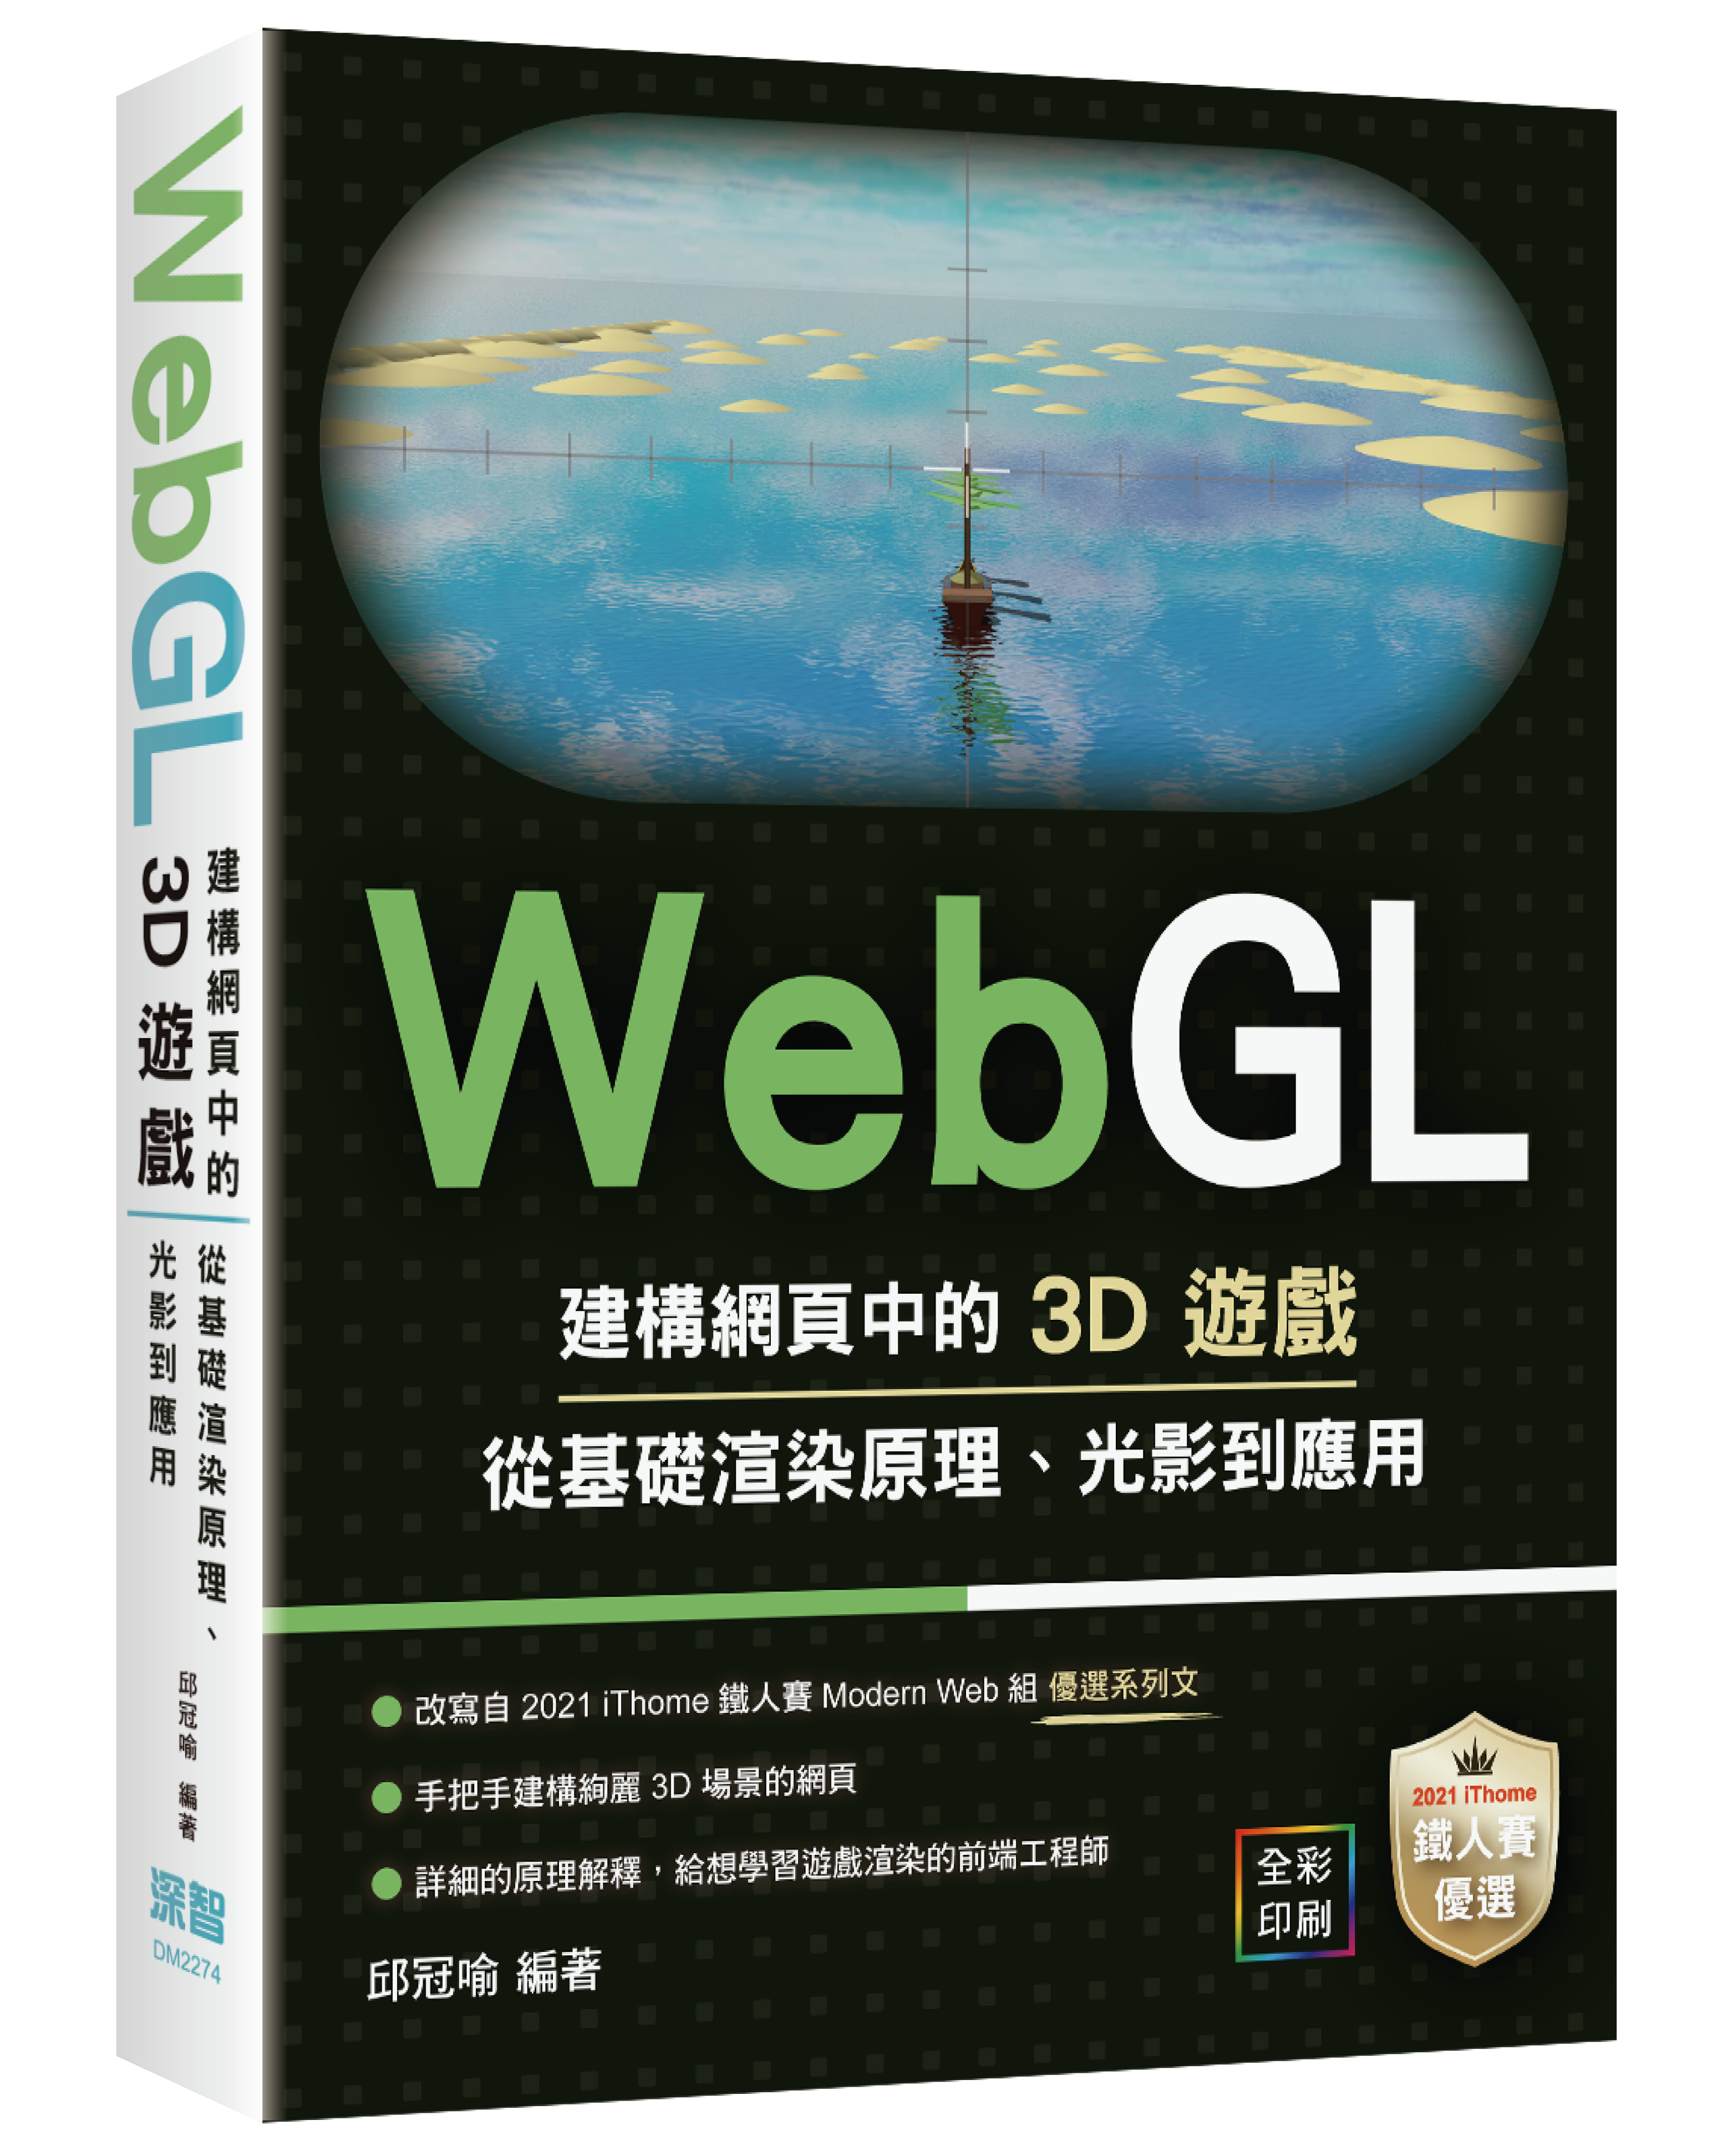 WebGL
建構網頁中的
3D 遊戲
從基礎渲染原理、
光影到應用
邱冠喻 編著
深智
DM2274
WebGL
建構網頁中的 3D 遊戲
從基礎渲染原理、光影到應用
改寫自 2021 iThome 鐵人賽 Modern Web 組 優選系列文
手把手建構絢麗 3D 場景的網頁
詳細的原理解釋，給想學習遊戲渲染的前端工程師
邱冠喻 編著
全彩
印刷
2021 iThome
鐵人賽
優選